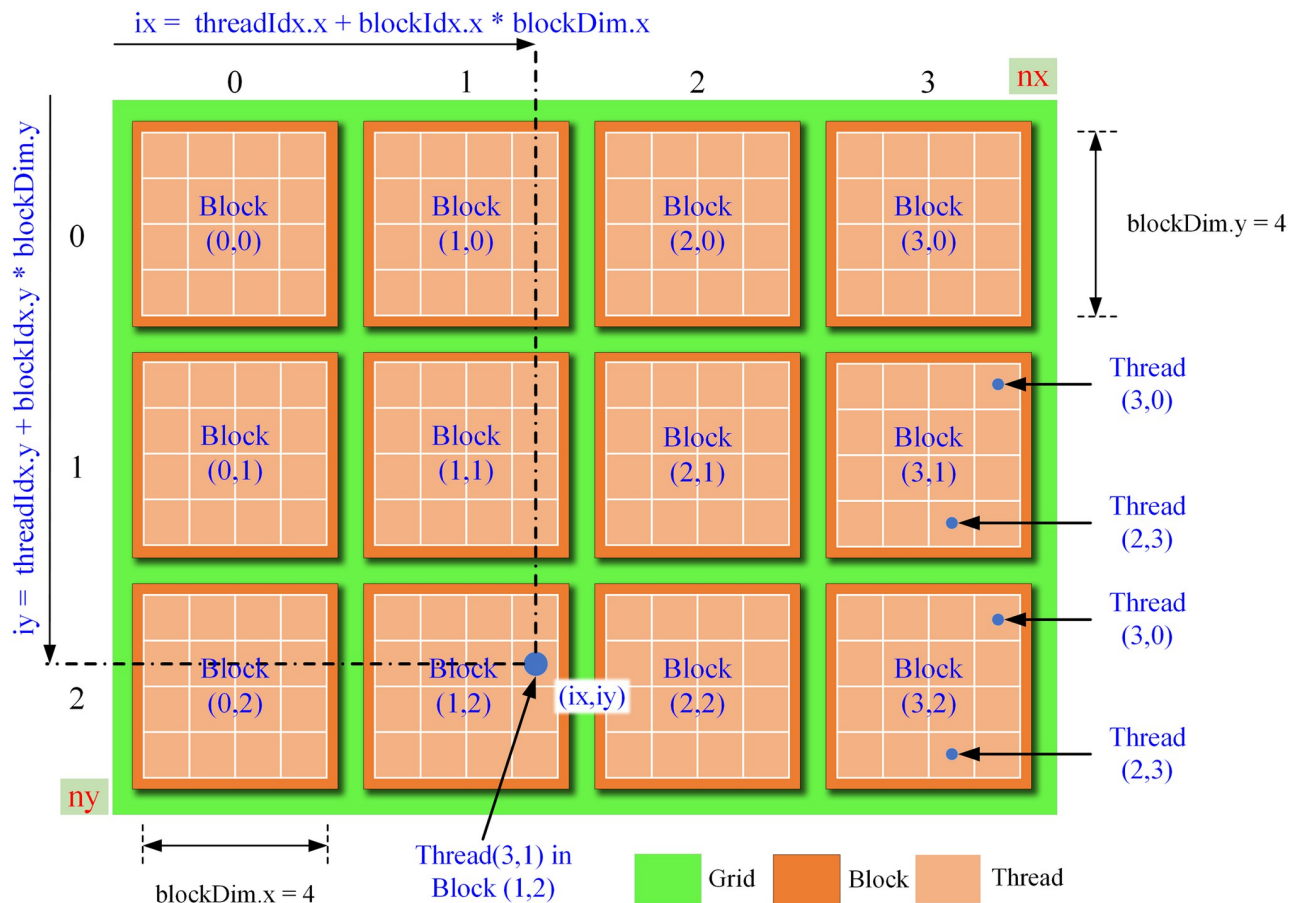 ix =  threadIdx.x + blockIdx.x * blockDim.x
0
1
2
3
nx
iy =  threadIdx.y + blockIdx.y * blockDim.y
0
Block
(0,0)
Block
(1,0)
Block
(2,0)
Block
(3,0)
blockDim.y = 4
1
Block
(0,1)
Block
(1,1)
Block
(2,1)
Block
(3,1)
Thread
(3,0)
Thread
(2,3)
2
Block
(0,2)
Block
(1,2)
(ix,iy)
Block
(2,2)
Block
(3,2)
Thread
(3,0)
Thread
(2,3)
ny
blockDim.x = 4
Thread(3,1) in
Block (1,2)
Grid
Block
Thread